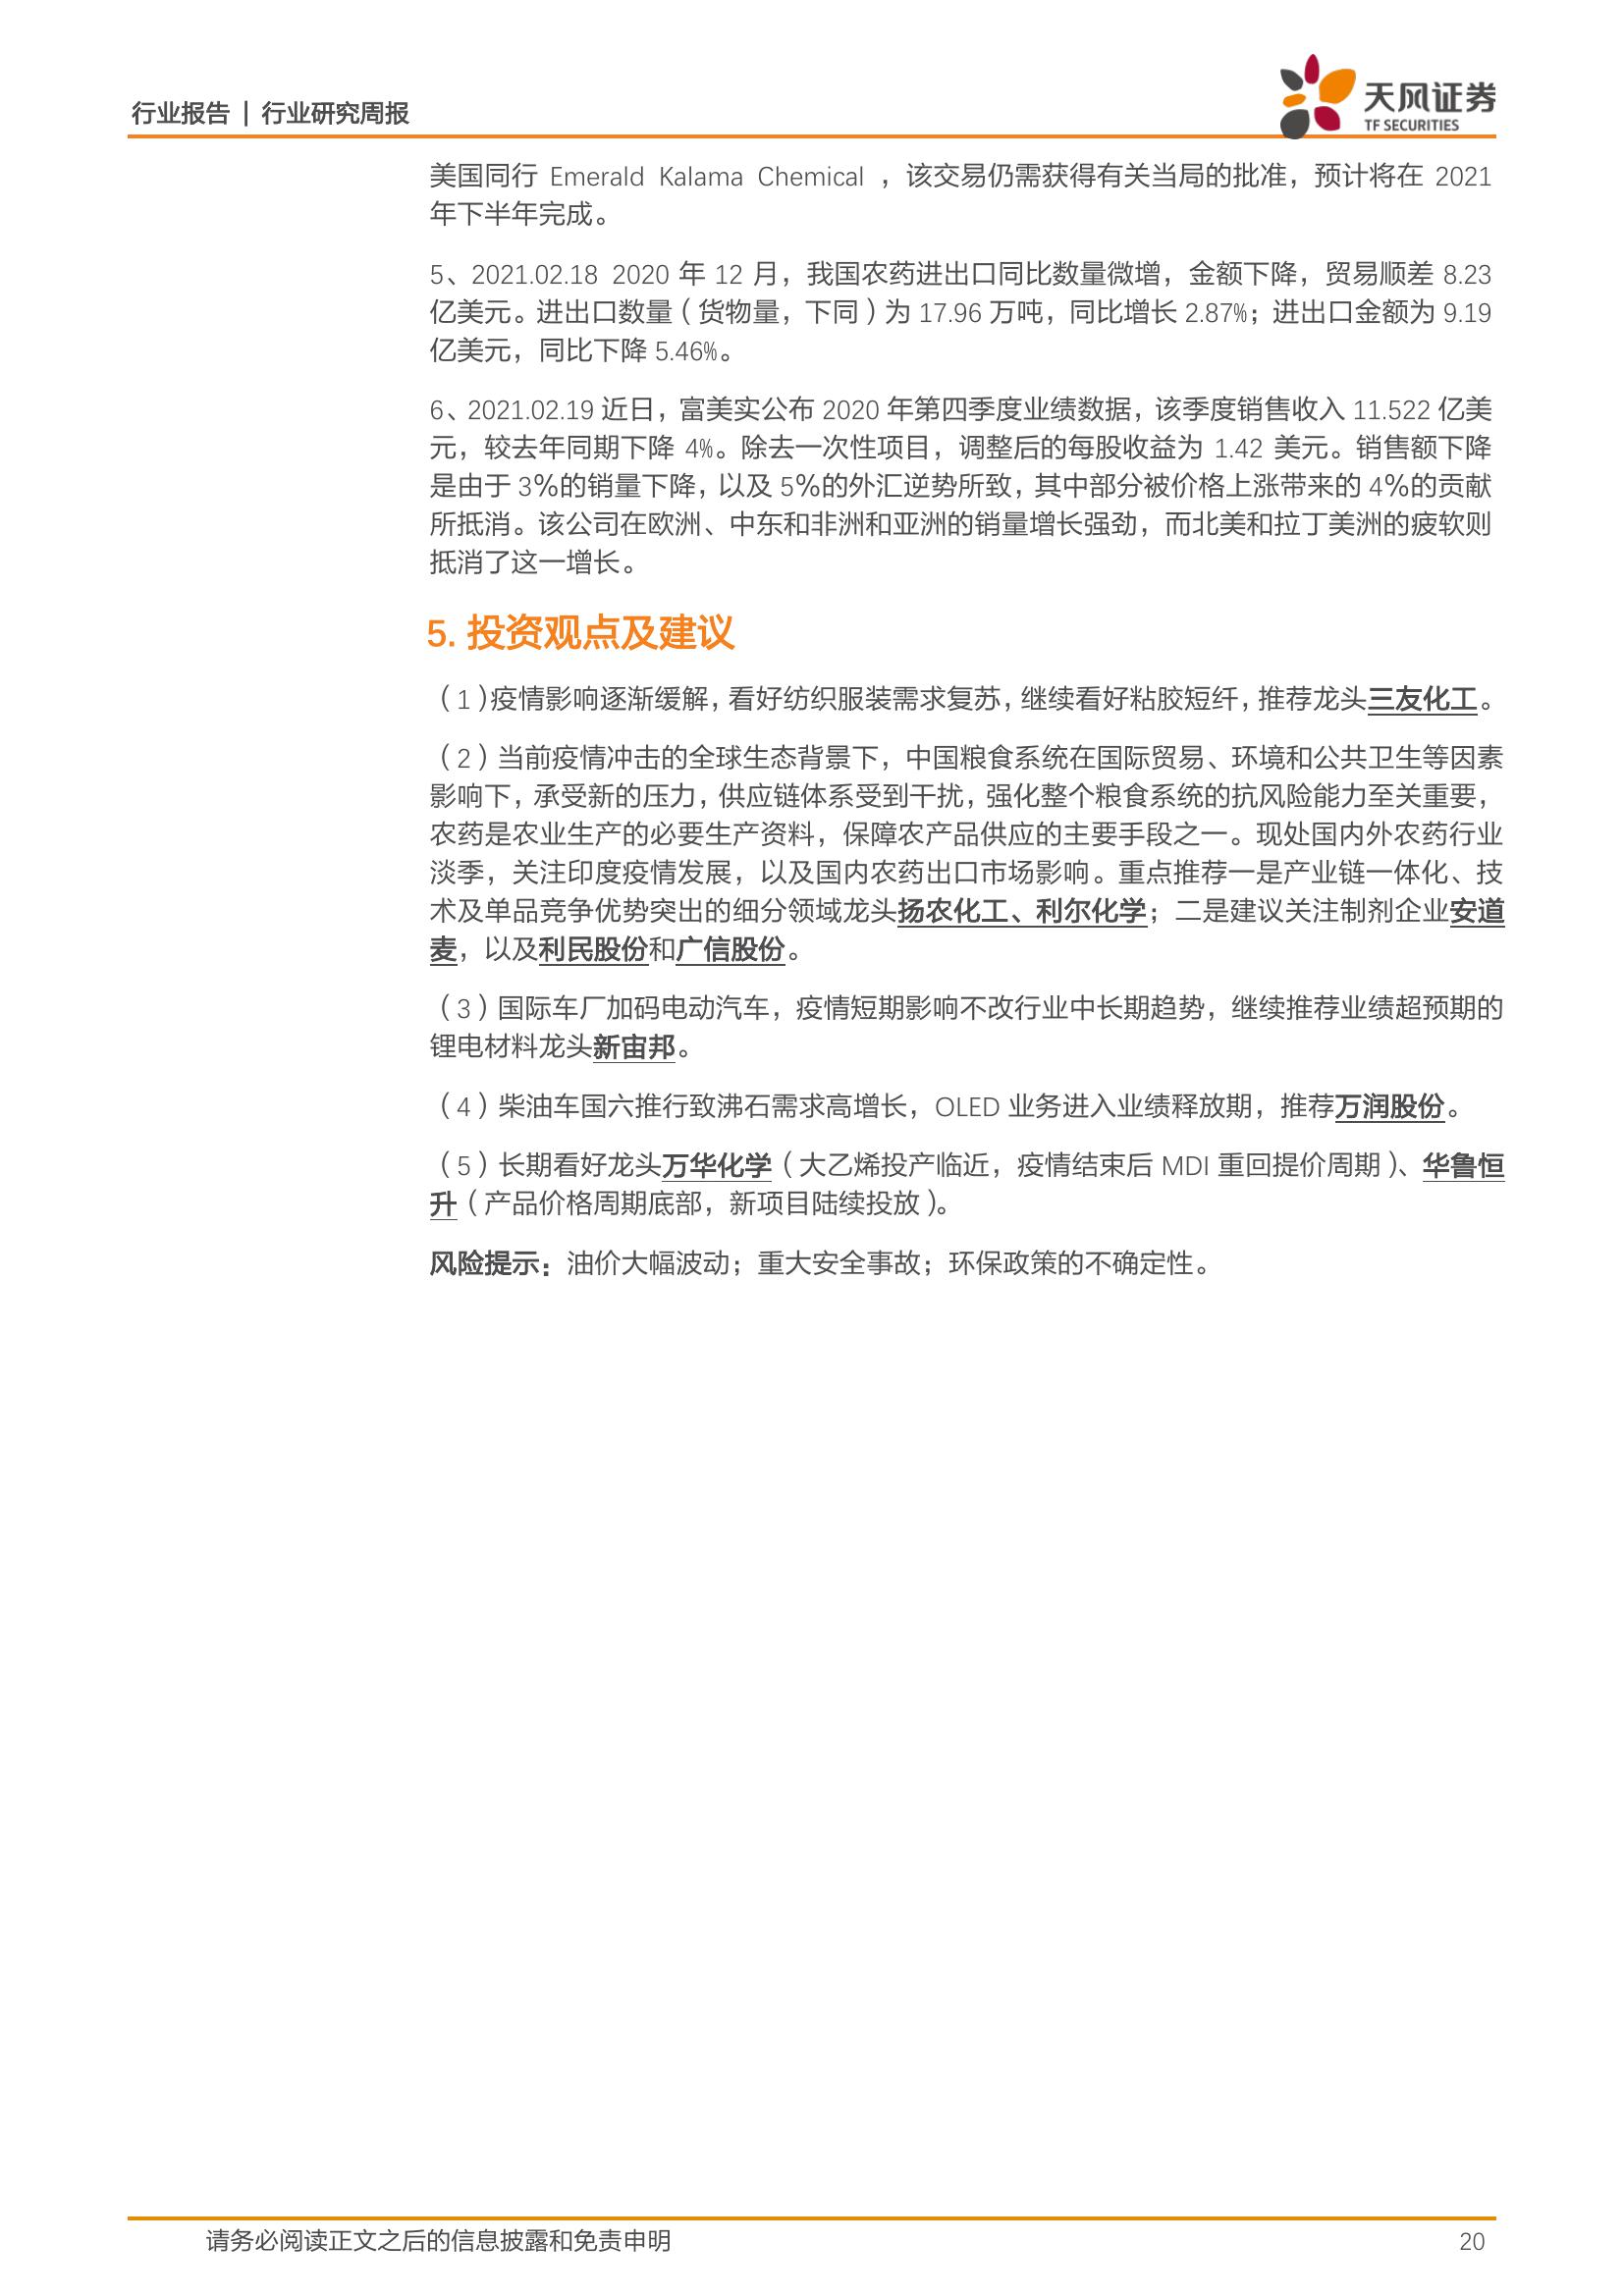 行业报告 | 行业研究周报
天风证券
TF SECURITIES
美国同行 Emerald Kalama Chemical ，该交易仍需获得有关当局的批准，预计将在 2021
年下半年完成。
5、2021.02.18 2020 年 12 月，我国农药进出口同比数量微增，金额下降，贸易顺差 8.23
亿美元。进出口数量（货物量，下同）为 17.96 万吨，同比增长 2.87%；进出口金额为 9.19
亿美元，同比下降 5.46%。
6、2021.02.19 近日，富美实公布 2020 年第四季度业绩数据，该季度销售收入 11.522 亿美
元，较去年同期下降 4%。除去一次性项目，调整后的每股收益为 1.42 美元。销售额下降
是由于 3％的销量下降，以及 5％的外汇逆势所致，其中部分被价格上涨带来的 4％的贡献
所抵消。该公司在欧洲、中东和非洲和亚洲的销量增长强劲，而北美和拉丁美洲的疲软则
抵消了这一增长。
5. 投资观点及建议
（1）疫情影响逐渐缓解，看好纺织服装需求复苏，继续看好粘胶短纤，推荐龙头三友化工。
（2）当前疫情冲击的全球生态背景下，中国粮食系统在国际贸易、环境和公共卫生等因素
影响下，承受新的压力，供应链体系受到干扰，强化整个粮食系统的抗风险能力至关重要，
农药是农业生产的必要生产资料，保障农产品供应的主要手段之一。现处国内外农药行业
淡季，关注印度疫情发展，以及国内农药出口市场影响。重点推荐一是产业链一体化、技
术及单品竞争优势突出的细分领域龙头扬农化工、利尔化学；二是建议关注制剂企业安道
麦，以及利民股份和广信股份。
（3）国际车厂加码电动汽车，疫情短期影响不改行业中长期趋势，继续推荐业绩超预期的
锂电材料龙头新宙邦。
（4）柴油车国六推行致沸石需求高增长，OLED 业务进入业绩释放期，推荐万润股份。
（5）长期看好龙头万华化学（大乙烯投产临近，疫情结束后 MDI 重回提价周期）、华鲁恒
升（产品价格周期底部，新项目陆续投放）。
风险提示：油价大幅波动；重大安全事故；环保政策的不确定性。
请务必阅读正文之后的信息披露和免责申明
20